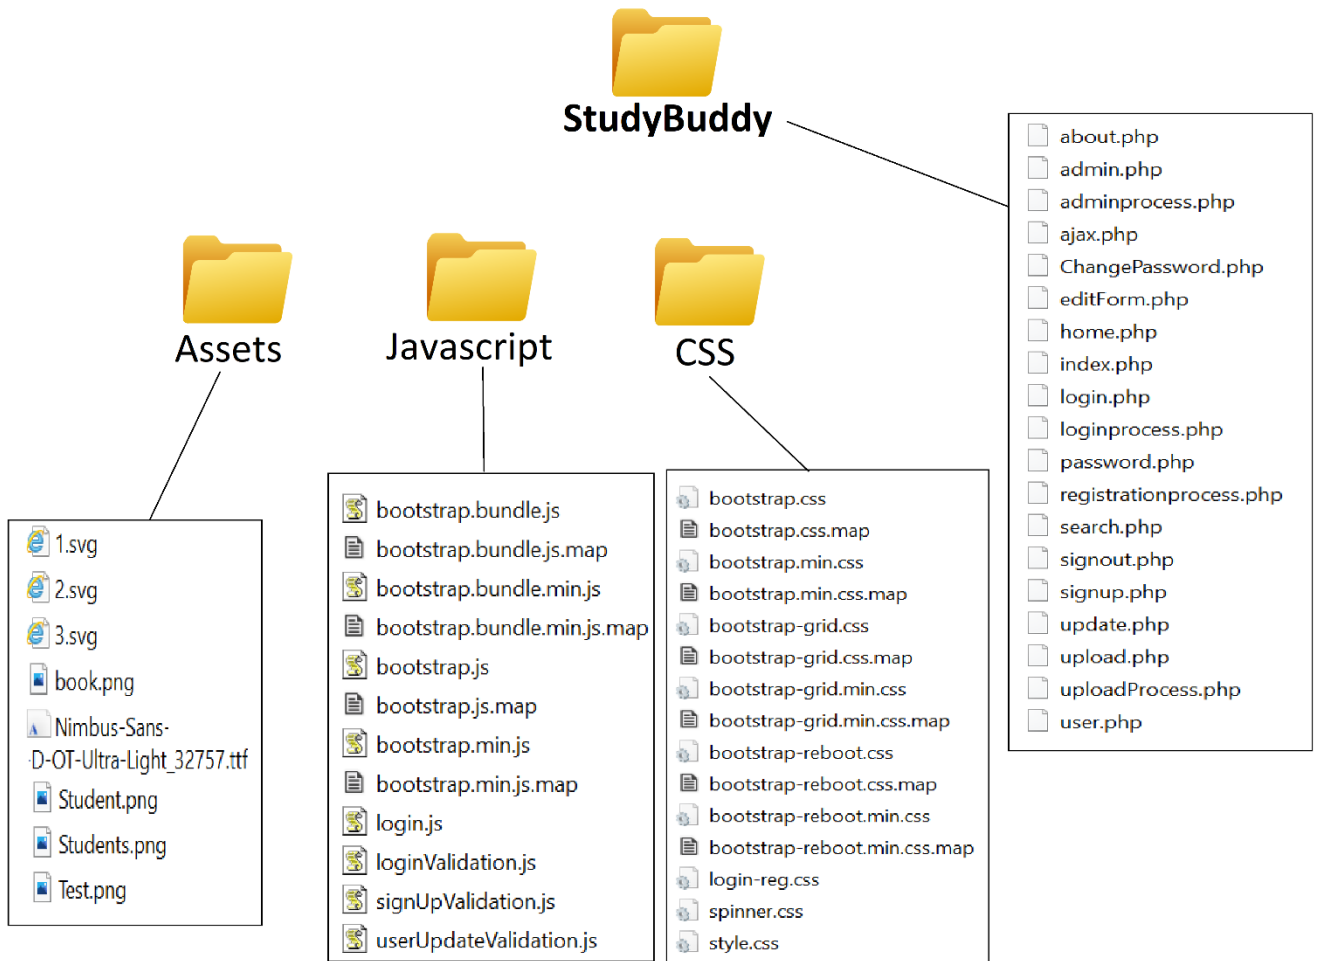 StudyBuddy
Assets
Javascript
CSS
1.svg
2.svg
3.svg
book.png
Nimbus-Sans-
-D-OT-Ultra-Light_32757.ttf
Student.png
Students.png
Test.png
bootstrap.bundle.js
bootstrap.bundle.js.map
bootstrap.bundle.min.js
bootstrap.bundle.min.js.map
bootstrap.js
bootstrap.js.map
bootstrap.min.js
bootstrap.min.js.map
login.js
loginValidation.js
signUpValidation.js
userUpdateValidation.js
bootstrap.css
bootstrap.css.map
bootstrap.min.css
bootstrap.min.css.map
bootstrap-grid.css
bootstrap-grid.css.map
bootstrap-grid.min.css
bootstrap-grid.min.css.map
bootstrap-reboot.css
bootstrap-reboot.css.map
bootstrap-reboot.min.css
bootstrap-reboot.min.css.map
login-reg.css
spinner.css
style.css
about.php
admin.php
adminprocess.php
ajax.php
ChangePassword.php
editForm.php
home.php
index.php
login.php
loginprocess.php
password.php
registrationprocess.php
search.php
signout.php
signup.php
update.php
upload.php
uploadProcess.php
user.php